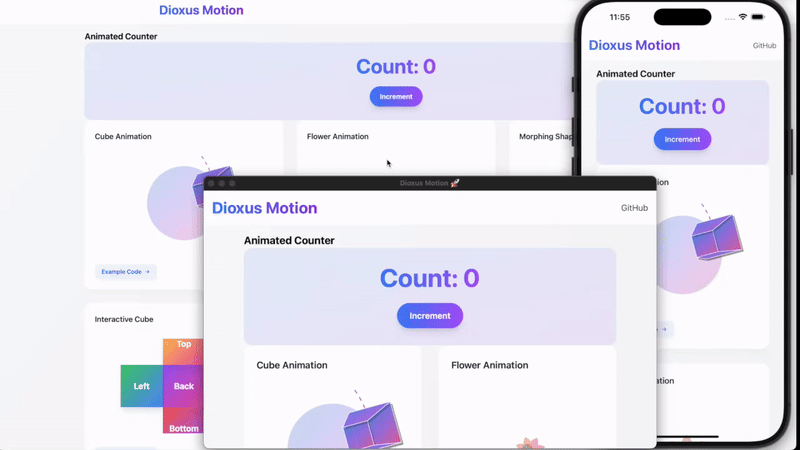 Dioxus Motion
Animated Counter
Count: 0
Increment
Cube Animation
Flower Animation
Morphing Shap
Example Code →
Interactive Cube
Top
Left
Back
Bottom
Dioxus Motion 🚀
Dioxus Motion
GitHub
Animated Counter
Count: 0
Increment
Cube Animation
Flower Animation
11:55
Dioxus Motion
GitHub
Animated Counter
Count: 0
Increment